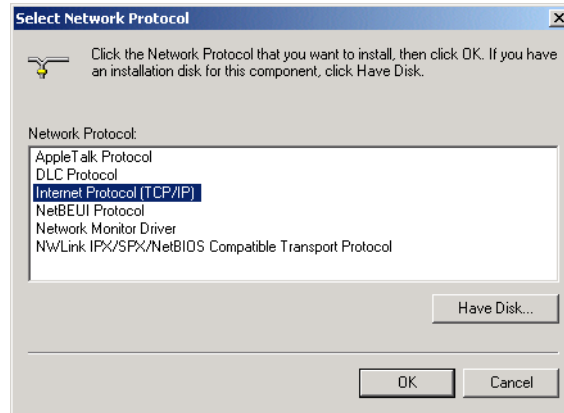 Select Network Protocol
Click the Network Protocol that you want to install, then click OK. If you have
an installation disk for this component, click Have Disk.
Network Protocol:
AppleTalk Protocol
DLC Protocol
Internet Protocol (TCP/IP)
NetBEUI Protocol
Network Monitor Driver
NWLink IPX/SPX/NetBIOS Compatible Transport Protocol
Have Disk...
OK
Cancel